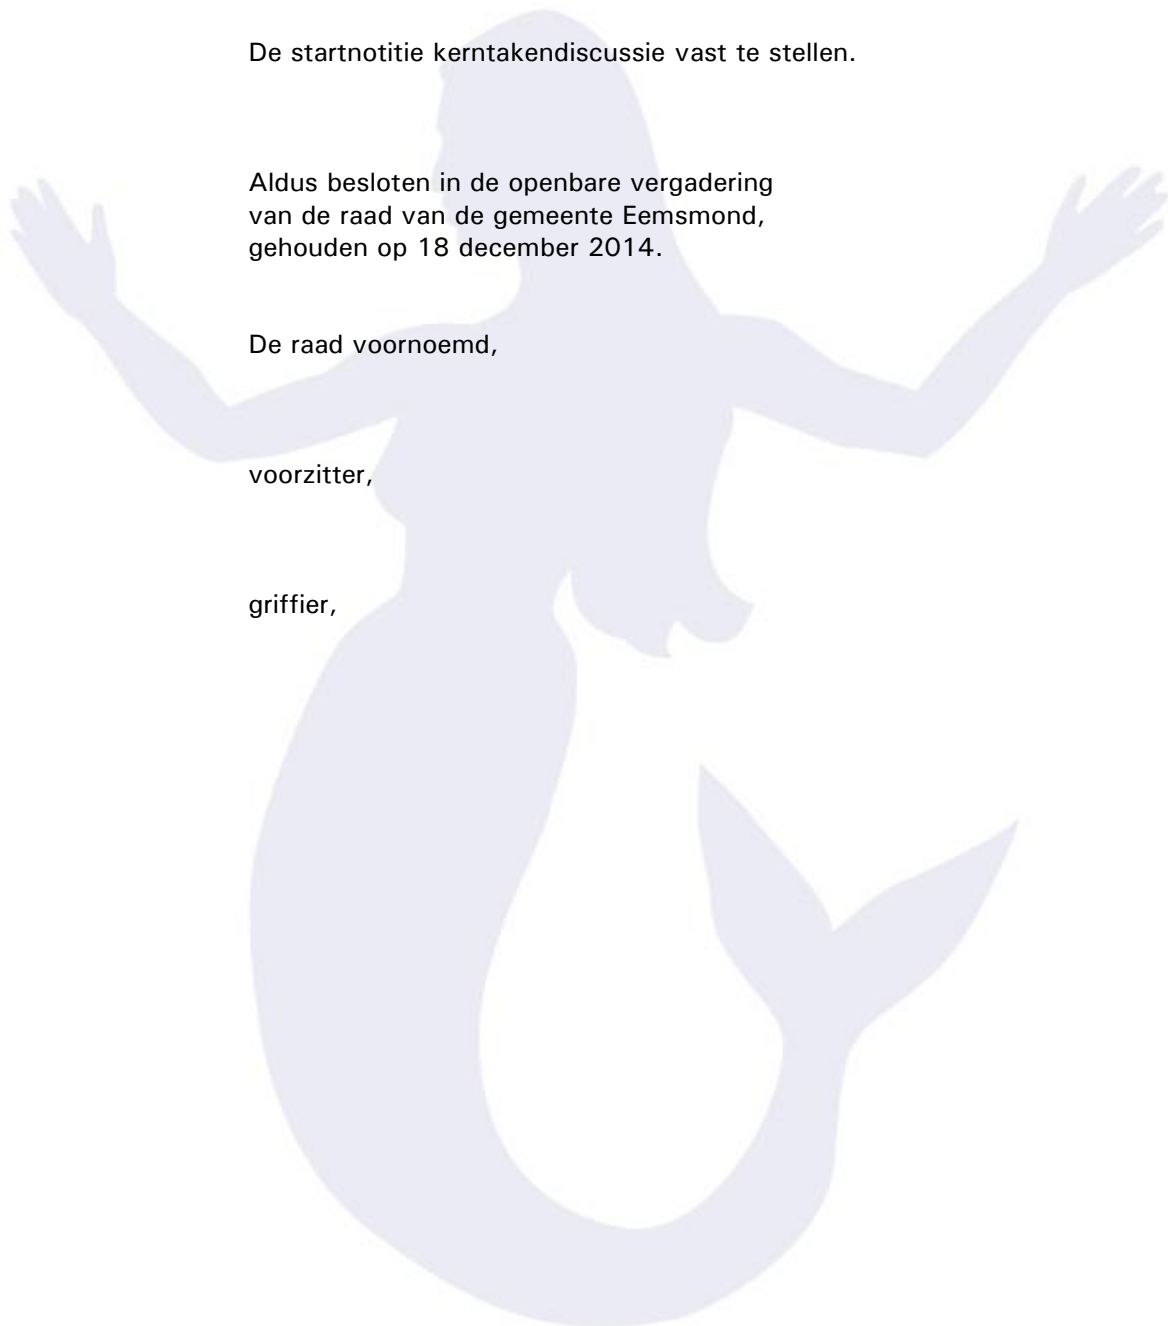 De startnotitie kerntakendiscussie vast te stellen.
Aldus besloten in de openbare vergadering
van de raad van de gemeente Eemsmond,
gehouden op 18 december 2014.
De raad voornoemd,
voorzitter,
griffier,